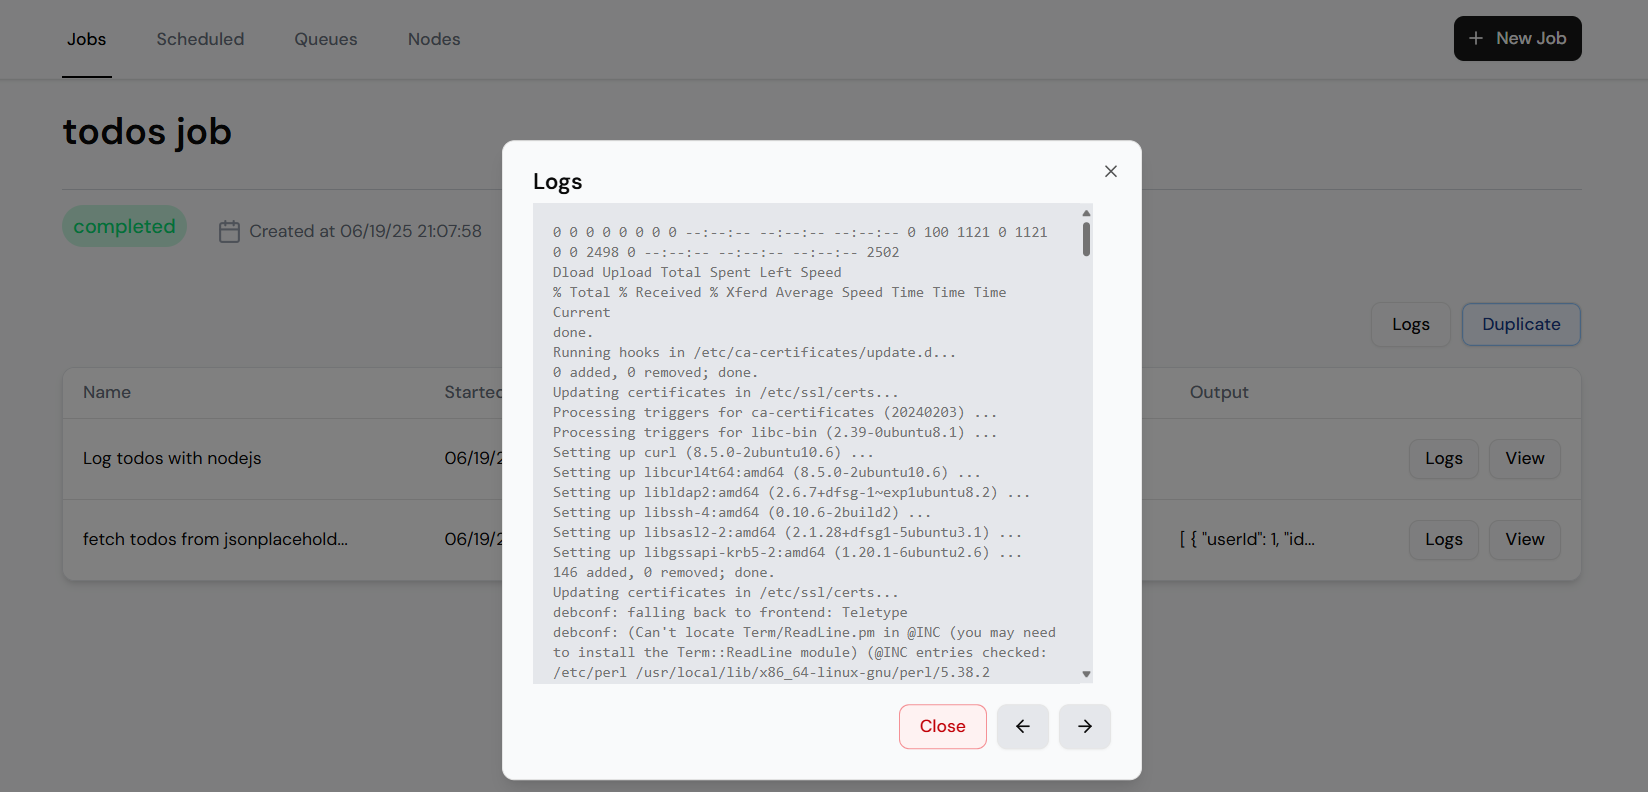 Jobs
Scheduled
Queues
Nodes
+ New Job
todos job
completed
Created at 06/19/25 21:07:58
Logs
Duplicate
Name
Started
Output
Log todos with nodejs
06/19/2
Logs
View
fetch todos from jsonplacehold...
06/19/2
[ { "userId": 1, "id...
Logs
View
Logs
0 0 0 0 0 0 0 0 --:--:-- --:--:-- --:--:-- 0 100 1121 0 1121
0 0 2498 0 --:--:-- --:--:-- --:--:-- 2502
Dload Upload Total Spent Left Speed
% Total % Received % Xferd Average Speed Time Time Time
Current
done.
Running hooks in /etc/ca-certificates/update.d...
0 added, 0 removed; done.
Updating certificates in /etc/ssl/certs...
Processing triggers for ca-certificates (20240203) ...
Processing triggers for libc-bin (2.39-0ubuntu8.1) ...
Setting up curl (8.5.0-2ubuntu10.6) ...
Setting up libcurl4t64:amd64 (8.5.0-2ubuntu10.6) ...
Setting up libldap2:amd64 (2.6.7+dfsg-1~exp1ubuntu8.2) ...
Setting up libssh-4:amd64 (0.10.6-2build2) ...
Setting up libsasl2-2:amd64 (2.1.28+dfsg1-5ubuntu3.1) ...
Setting up libgssapi-krb5-2:amd64 (1.20.1-6ubuntu2.6) ...
146 added, 0 removed; done.
Updating certificates in /etc/ssl/certs...
debconf: falling back to frontend: Teletype
debconf: (Can't locate Term/ReadLine.pm in @INC (you may need
to install the Term::ReadLine module) (@INC entries checked:
/etc/perl /usr/local/lib/x86_64-linux-gnu/perl/5.38.2
Close